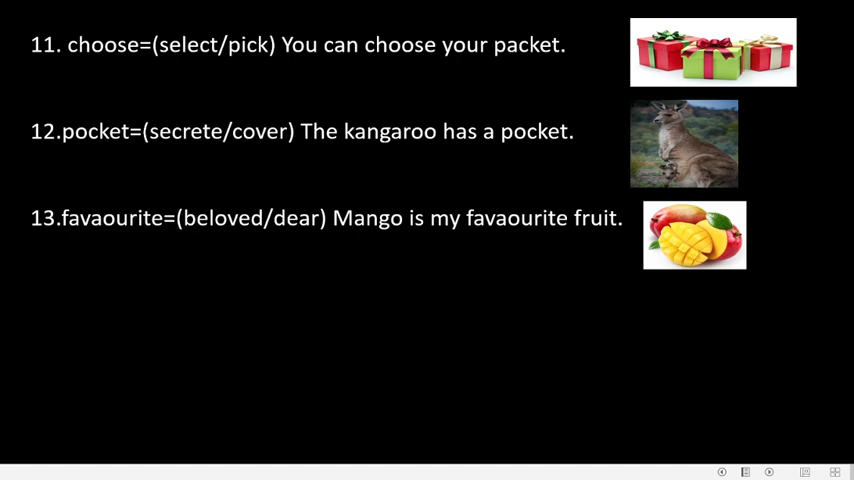 11. choose=(select/pick) You can choose your packet.
12.pocket=(secrete/cover) The kangaroo has a pocket.
13.favaourite=(beloved/dear) Mango is my favaourite fruit.